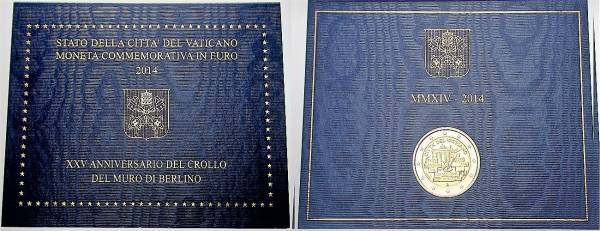 STATO DELLA CITTA' DEL VATICANO
MONETA COMMEMORATIVA IN EURO
2014
XXV ANNIVERSARIO DEL CROLLO
DEL MURO DI BERLINO
MMXIV - 2014